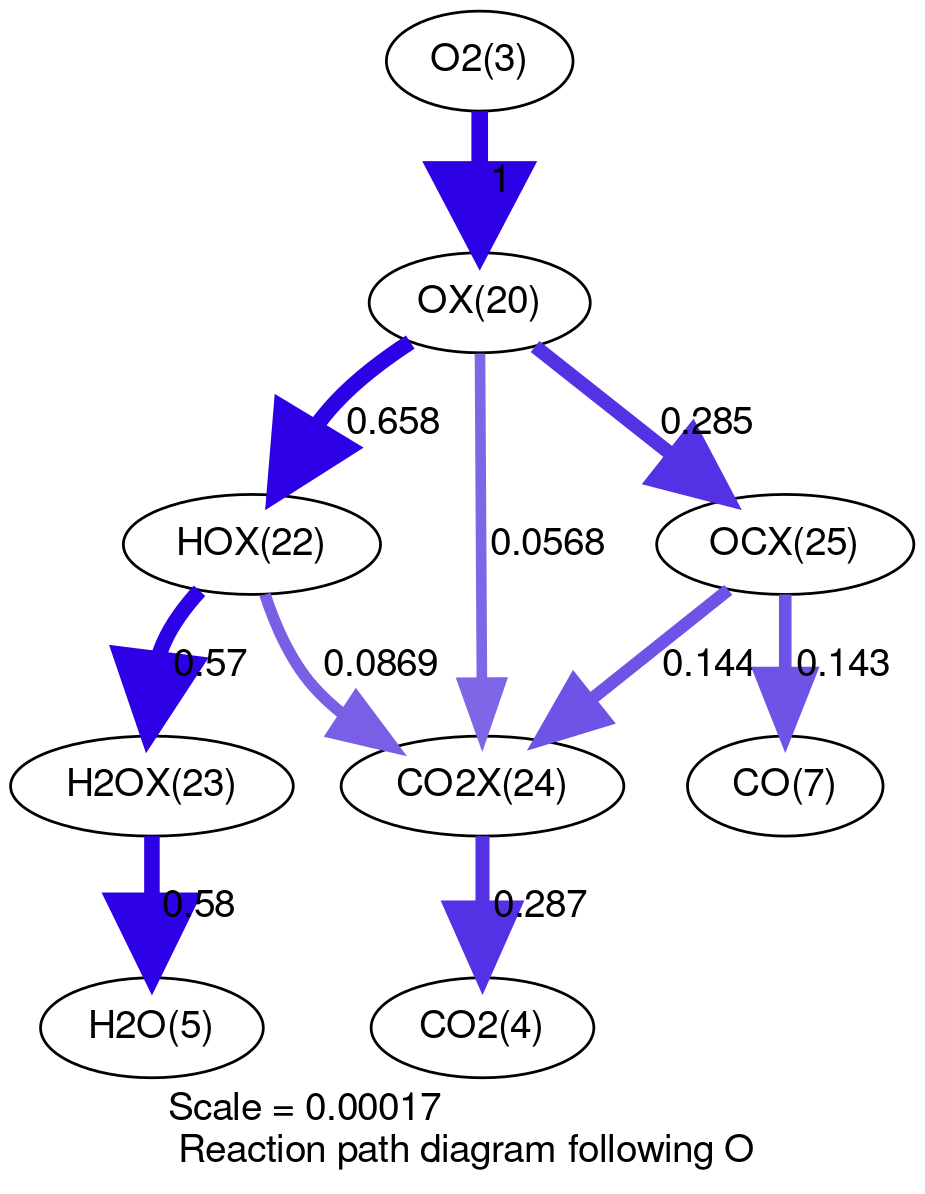 O2(3)
1
OX(20)
0.658
0.285
HOX(22)
0.0568
OCX(25)
0.57
0.0869
0.144
0.143
H2OX(23)
CO2X(24)
CO(7)
0.58
0.287
H2O(5)
CO2(4)
Scale = 0.00017
Reaction path diagram following O